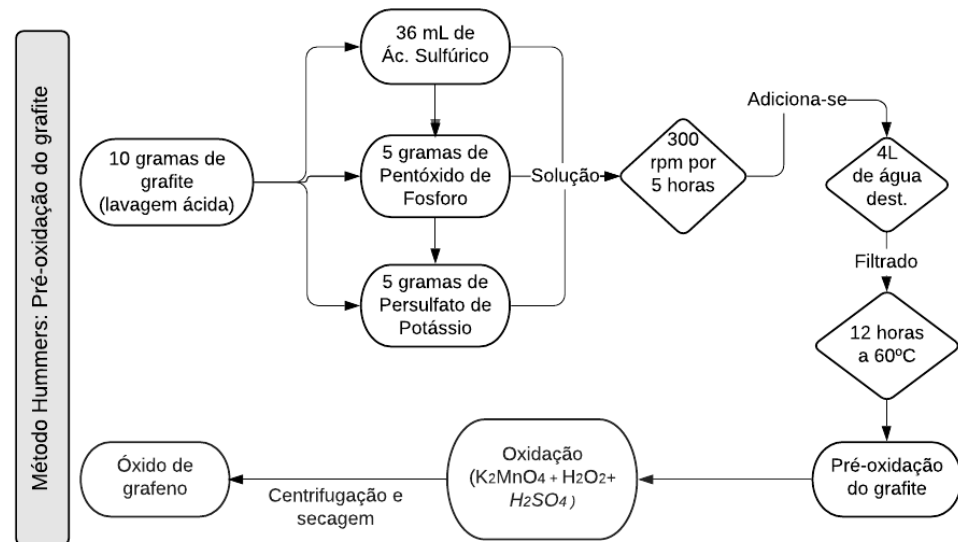 Método Hummers: Pré-oxidação do grafite
10 gramas de
grafite
(lavagem ácida)
36 mL de
Ác. Sulfúrico
5 gramas de
Pentóxido de
Fosforo
5 gramas de
Persulfato de
Potássio
Solução
300
rpm por
5 horas
Adiciona-se
4L
de água
dest.
Filtrado
12 horas
a 60ºC
Pré-oxidação
do grafite
Oxidação
(K2MnO4 + H2O2+
H2SO4 )
Centrifugação e
secagem
Óxido de
grafeno